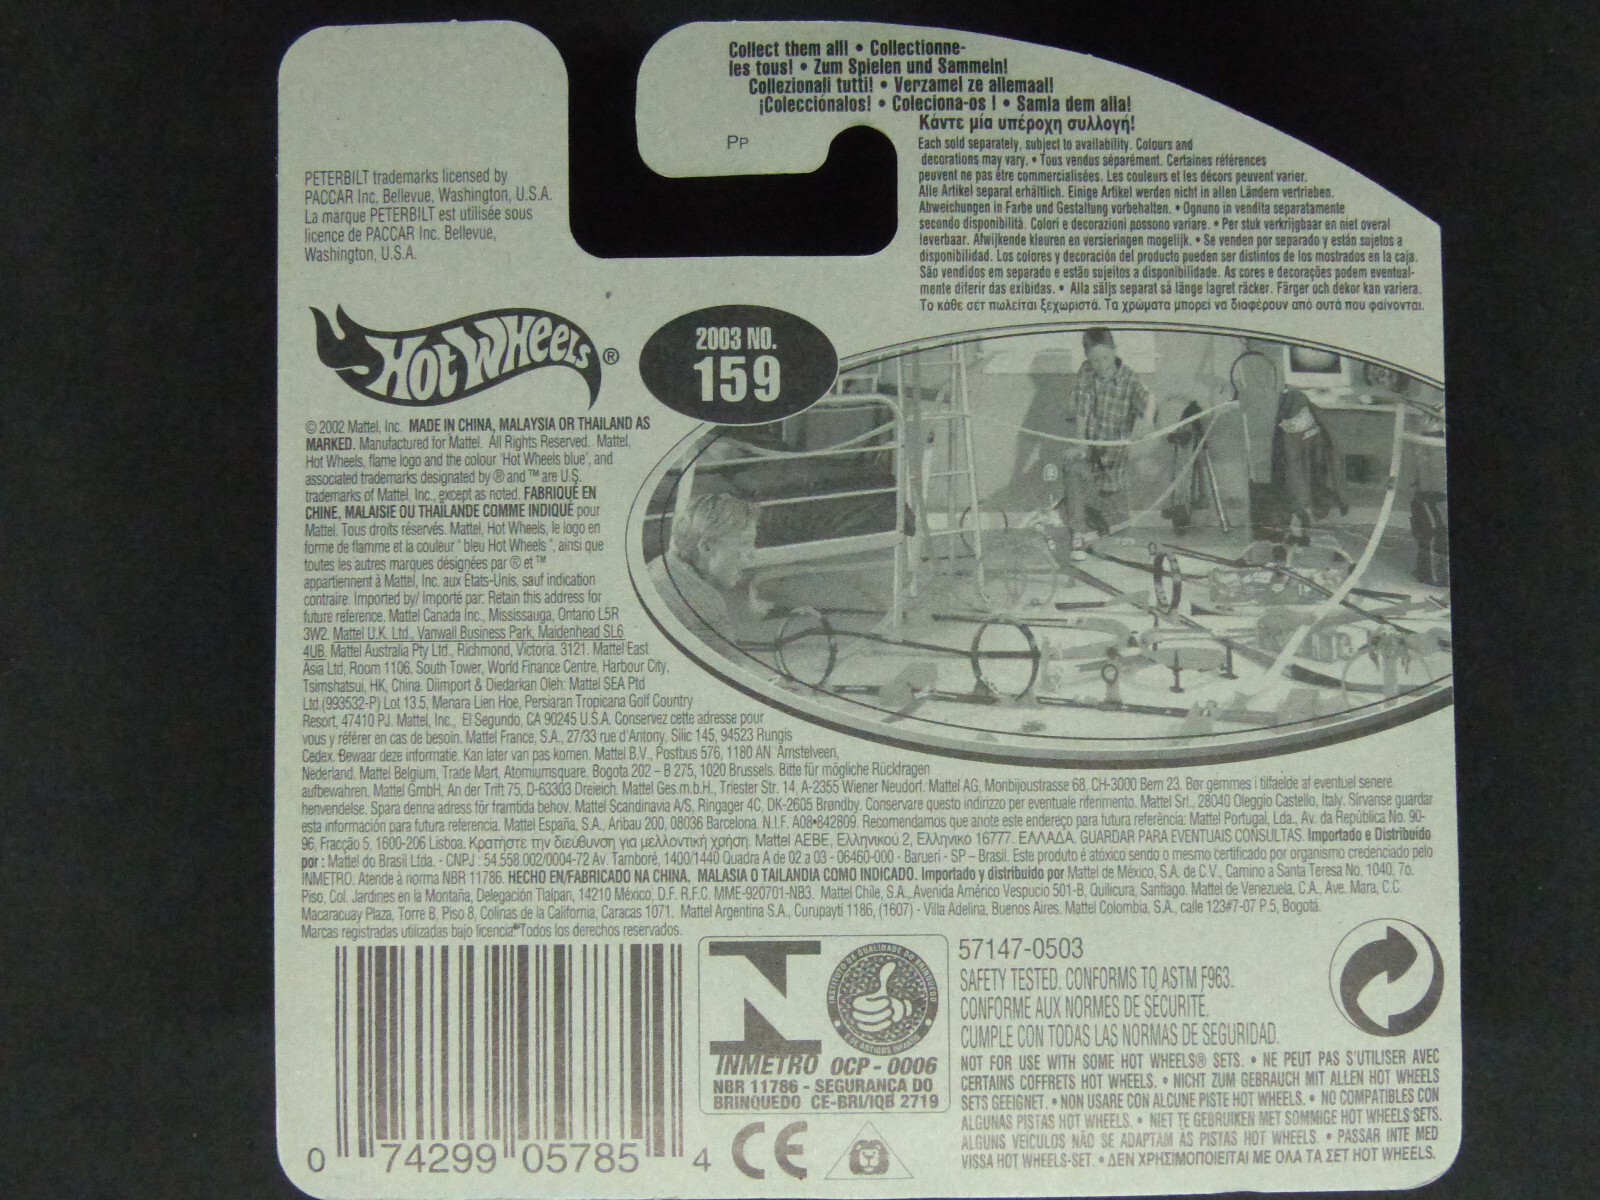 Collect them all! • Collectionne-
les tous! • Zum Spielen und Sammeln!
Collezionali tutti! • Verzamel ze allemaal!
¡Colecciónalos! • Coleciona-os ! • Samla dem alla!
Κάντε μία υπέροχη συλλογή!
Pp
Each sold separately, subject to availability. Colours and
decorations may vary. • Tous vendus séparément. Certaines références
peuvent ne pas être commercialisées. Les couleurs et les décors peuvent varier.
Alle Artikel separat erhältlich. Einige Artikel werden nicht in allen Ländern vertrieben.
Abweichungen in Farbe und Gestaltung vorbehalten. • Ognuno in vendita separatamente
secondo disponibilità. Colori e decorazioni possono variare. • Per stuk verkrijgbaar en niet overal
leverbaar. Afwijkende kleuren en versieringen mogelijk. • Se venden por separado y están sujetos a
disponibilidad. Los colores y decoración del producto pueden ser distintos de los mostrados en la caja.
São vendidos em separado e estão sujeitos a disponibilidade. As cores e decorações podem eventual-
mente diferir das exibidas. • Alla säljs separat så länge lagret räcker. Färger och dekor kan variera.
Το κάθε σετ πωλείται ξεχωριστά. Τα χρώματα μπορεί να διαφέρουν από αυτά που φαίνονται.
PETERBILT trademarks licensed by
PACCAR Inc, Bellevue, Washington, U.S.A.
La marque PETERBILT est utilisée sous
licence de PACCAR Inc. Bellevue,
Washington, U.S.A.
Hot Wheels ®
2003 NO.
159
© 2002 Mattel, Inc. MADE IN CHINA, MALAYSIA OR THAILAND AS
MARKED. Manufactured for Mattel. All Rights Reserved. Mattel,
Hot Wheels, flame logo and the colour 'Hot Wheels blue', and
associated trademarks designated by ® and ™ are U.S.
trademarks of Mattel, Inc., except as noted. FABRIQUÉ EN
CHINE, MALAISIE OU THAÏLANDE COMME INDIQUÉ pour
Mattel. Tous droits réservés. Mattel, Hot Wheels, le logo en
forme de flamme et la couleur " bleu Hot Wheels ", ainsi que
toutes les autres marques désignées par ® et ™
appartiennent à Mattel, Inc. aux États-Unis, sauf indication
contraire. Imported by/ Importé par: Retain this address for
future reference. Mattel Canada Inc., Mississauga, Ontario L5R
3W2. Mattel U.K. Ltd., Vanwall Business Park, Maidenhead SL6
4UB. Mattel Australia Pty Ltd., Richmond, Victoria. 3121. Mattel East
Asia Ltd, Room 1106, South Tower, World Finance Centre, Harbour City,
Tsimshatsui, HK, China. Diimport & Diedarkan Oleh: Mattel SEA Ptd
Ltd.(993532-P) Lot 13.5, Menara Lien Hoe, Persiaran Tropicana Golf Country
Resort, 47410 PJ. Mattel, Inc., El Segundo, CA 90245 U.S.A. Conservez cette adresse pour
vous y référer en cas de besoin. Mattel France, S.A., 27/33 rue d'Antony, Silic 145, 94523 Rungis
Cedex. Bewaar deze informatie. Kan later van pas komen. Mattel B.V., Postbus 576, 1180 AN Amstelveen,
Nederland. Mattel Belgium, Trade Mart, Atomiumsquare, Bogota 202 – B 275, 1020 Brussels. Bitte für mögliche Rückfragen
aufbewahren. Mattel GmbH, An der Trift 75, D-63303 Dreieich. Mattel Ges.m.b.H., Triester Str. 14, A-2355 Wiener Neudorf. Mattel AG, Monbijoustrasse 68, CH-3000 Bern 23. Bør gemmes i tilfælde af eventuel senere
henvendelse. Spara denna adress för framtida behov. Mattel Scandinavia A/S, Ringager 4C, DK-2605 Brøndby. Conservare questo indirizzo per eventuale riferimento. Mattel Srl., 28040 Oleggio Castello, Italy. Sírvanse guardar
esta información para futura referencia. Mattel España, S.A., Aribau 200, 08036 Barcelona. N.I.F. A08•842809. Recomendamos que anote este endereço para futura referência: Mattel Portugal, Lda., Av. da República No. 90-
96, Fracção 5, 1600-206 Lisboa. Κρατήστε την διεύθυνση για μελλοντική χρήση. Mattel AEBE, Ελληνικού 2, Ελληνικο 16777. ΕΛΛΑΔΑ. GUARDAR PARA EVENTUAIS CONSULTAS. Importado e Distribuído
por : Mattel do Brasil Ltda. - CNPJ : 54.558.002/0004-72 Av. Tamboré, 1400/1440 Quadra A de 02 a 03 - 06460-000 - Barueri - SP – Brasil. Este produto é atóxico sendo o mesmo certificado por organismo credenciado pelo
INMETRO. Atende à norma NBR 11786. HECHO EN/FABRICADO NA CHINA, MALASIA O TAILANDIA COMO INDICADO. Importado y distribuido por Mattel de México, S.A. de C.V., Camino a Santa Teresa No. 1040, 7o.
Piso, Col. Jardines en la Montaña, Delegación Tlalpan, 14210 México, D.F. R.F.C. MME-920701-NB3. Mattel Chile, S.A., Avenida Américo Vespucio 501-B, Quilicura, Santiago. Mattel de Venezuela, C.A., Ave. Mara, C.C.
Macaracuay Plaza, Torre B, Piso 8, Colinas de la California, Caracas 1071. Mattel Argentina S.A., Curupaytí 1186, (1607) - Villa Adelina, Buenos Aires. Mattel Colombia, S.A., calle 123#7-07 P.5, Bogotá.
Marcas registradas utilizadas bajo licencia. Todos los derechos reservados.
0 74299 05785 4
INSTITUTO DE QUALIDADE DO BRINQUEDO
E DE ARTIGOS INFANTIS
INMETRO OCP - 0006
NBR 11786 - SEGURANÇA DO
BRINQUEDO CE-BRI/IQB 2719
CE
57147-0503
SAFETY TESTED. CONFORMS TO ASTM F963.
CONFORME AUX NORMES DE SÉCURITÉ.
CUMPLE CON TODAS LAS NORMAS DE SEGURIDAD.
NOT FOR USE WITH SOME HOT WHEELS® SETS. • NE PEUT PAS S'UTILISER AVEC
CERTAINS COFFRETS HOT WHEELS. • NICHT ZUM GEBRAUCH MIT ALLEN HOT WHEELS
SETS GEEIGNET. • NON USARE CON ALCUNE PISTE HOT WHEELS. • NO COMPATIBLES CON
ALGUNAS PISTAS HOT WHEELS. • NIET TE GEBRUIKEN MET SOMMIGE HOT WHEELS SETS.
ALGUNS VEÍCULOS NÃO SE ADAPTAM ÀS PISTAS HOT WHEELS. • PASSAR INTE MED
VISSA HOT WHEELS-SET. • ΔΕΝ ΧΡΗΣΙΜΟΠΟΙΕΙΤΑΙ ΜΕ ΟΛΑ ΤΑ ΣΕΤ HOT WHEELS.